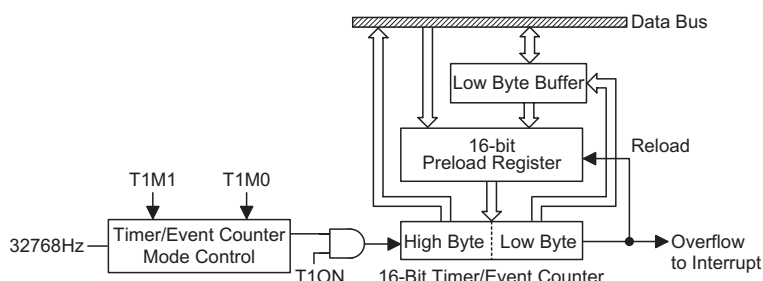 Data Bus
Low Byte Buffer
16-bit
Preload Register
Reload
T1M1
T1M0
32768Hz
Timer/Event Counter
Mode Control
T1ON
High Byte
Low Byte
16-Bit Timer/Event Counter
Overflow
to Interrupt